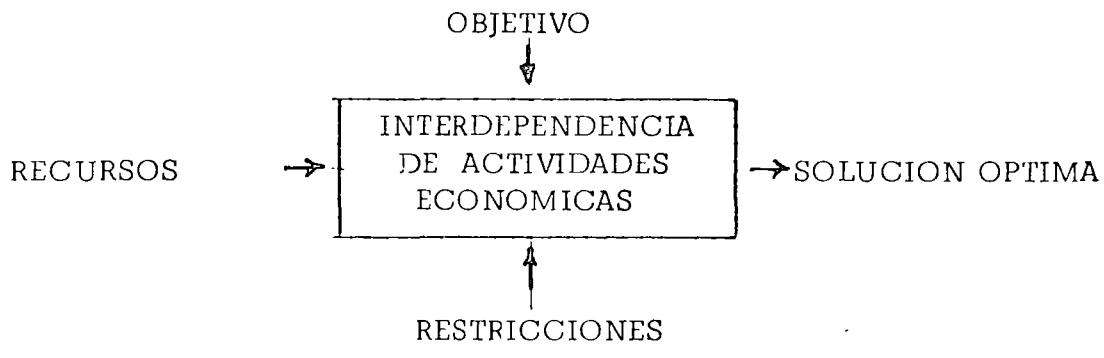 OBJETIVO
INTERDEPENDENCIA
DE ACTIVIDADES
ECONOMICAS
RECURSOS
SOLUCION OPTIMA
RESTRICCIONES